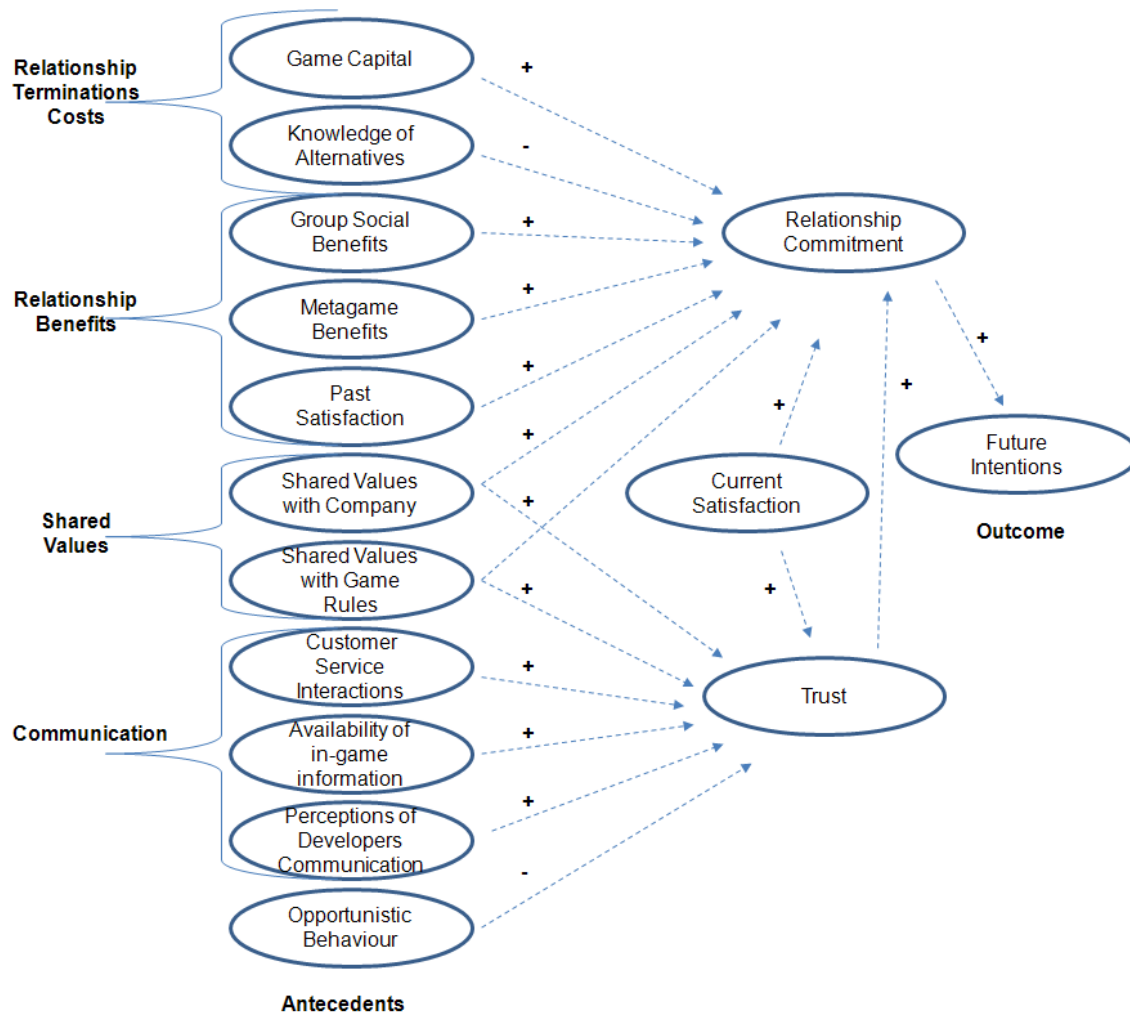 Relationship
Terminations
Costs
Game Capital
+
Knowledge of
Alternatives
-
Relationship
Benefits
Group Social
Benefits
+
Metagame
Benefits
+
Past
Satisfaction
+
Shared
Values
Shared Values
with Company
+
+
Shared Values
with Game
Rules
+
Communication
Customer
Service
Interactions
+
Availability of
in-game
information
+
Perceptions of
Developers
Communication
+
Opportunistic
Behaviour
-
Antecedents
Relationship
Commitment
+
+
+
Current
Satisfaction
+
Trust
Future
Intentions
Outcome